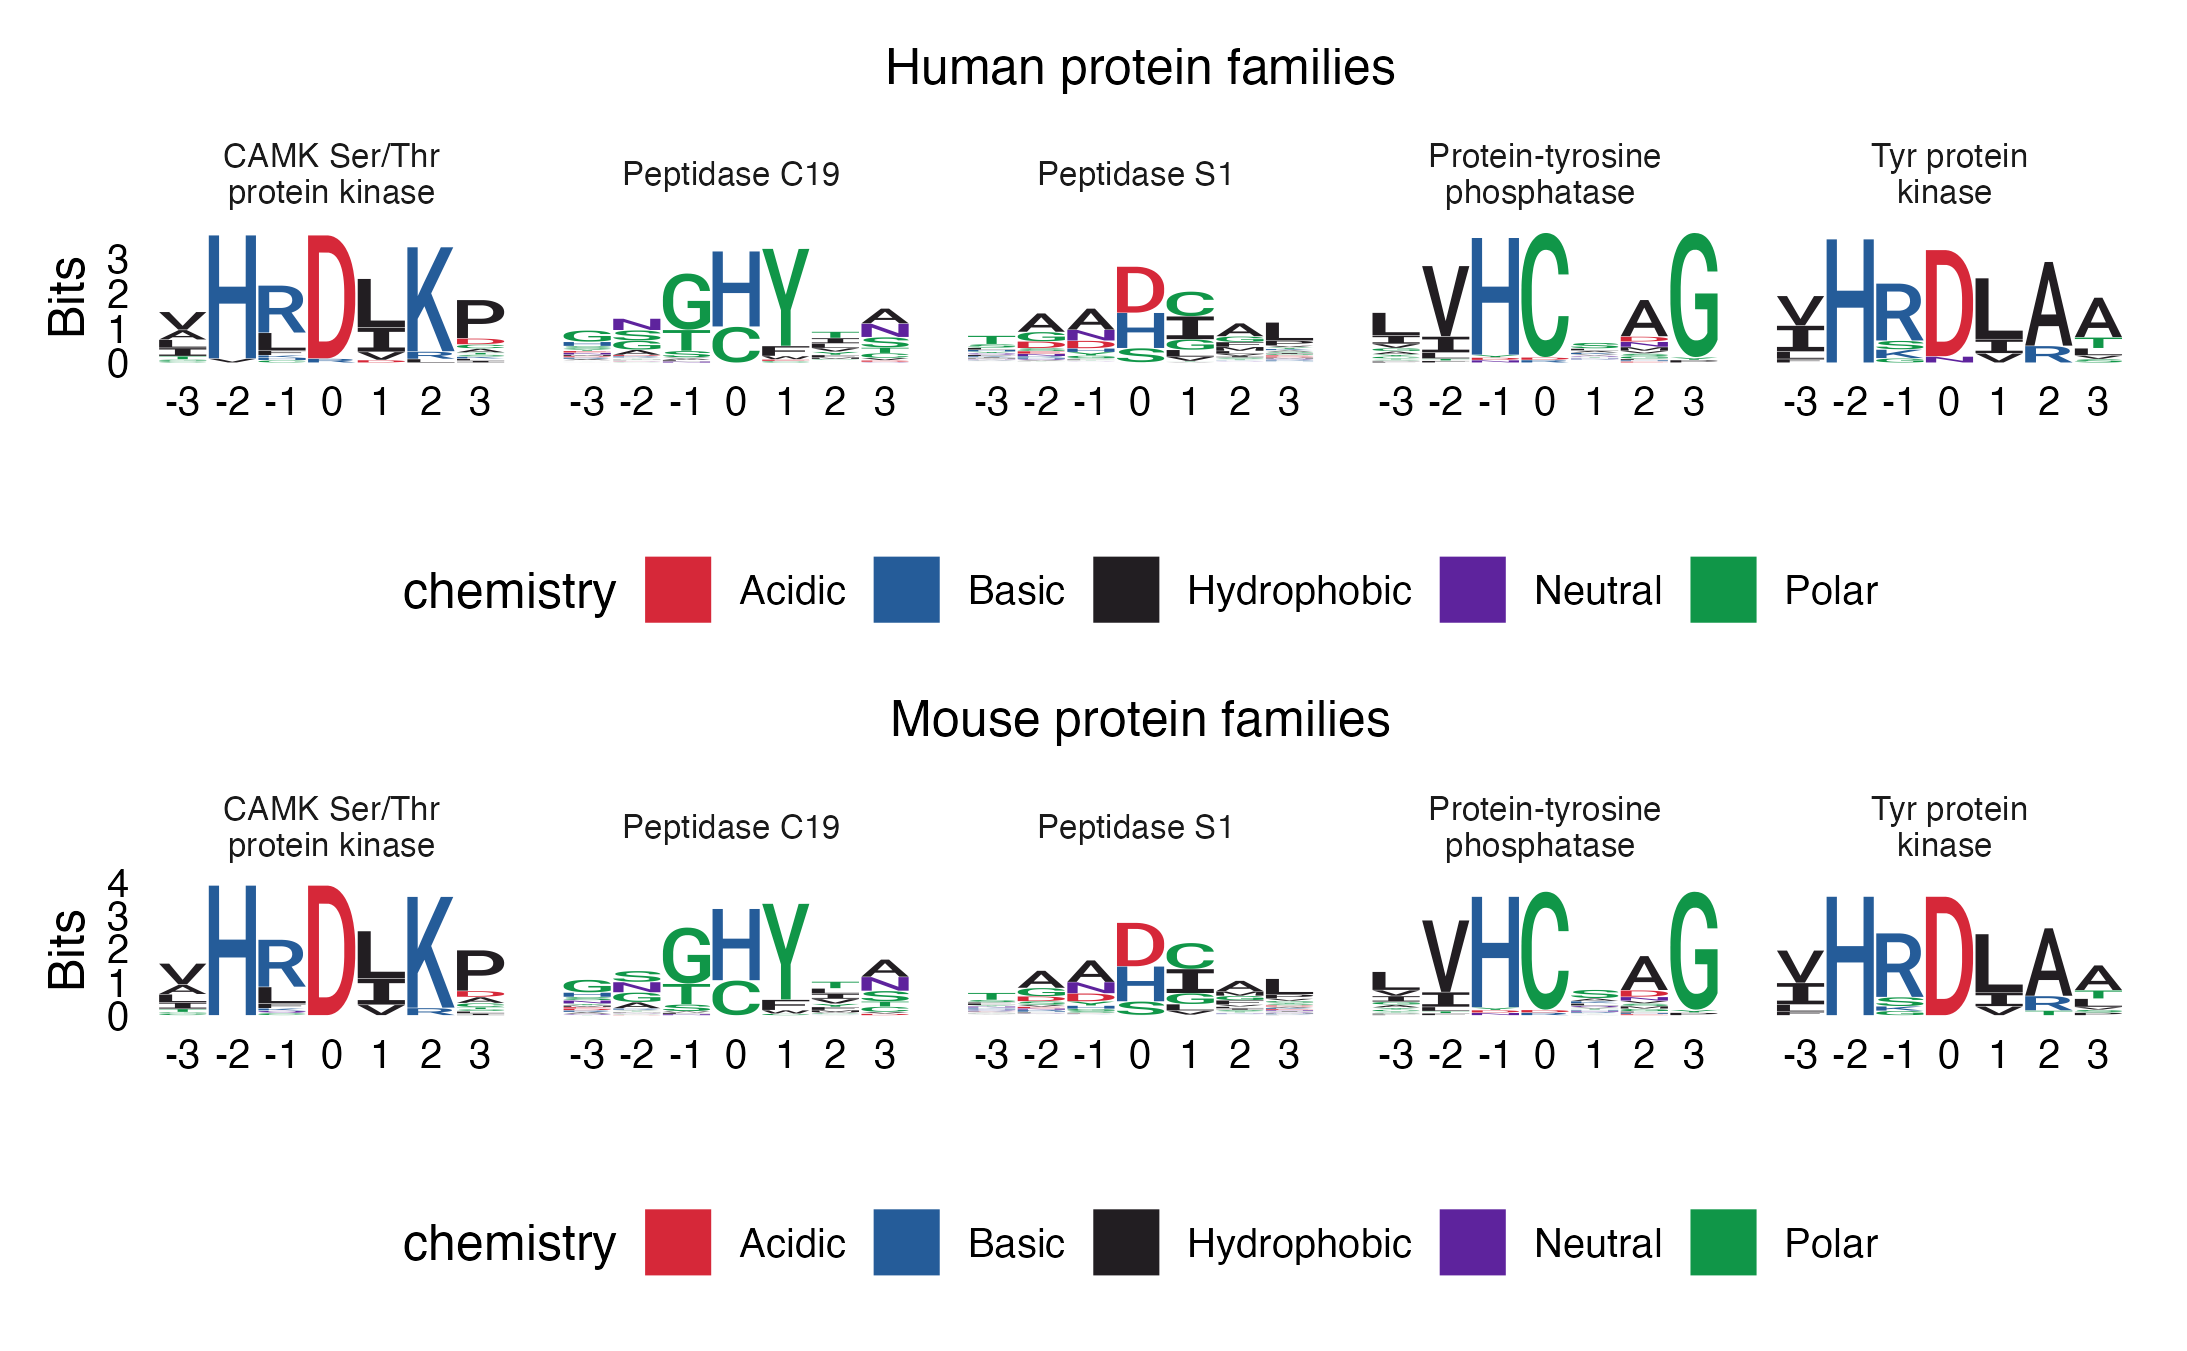 Human protein families
CAMK Ser/Thr
protein kinase
Peptidase C19
Peptidase S1
Protein-tyrosine
phosphatase
Tyr protein
kinase
Bits
3
2
1
0
-3 -2 -1 0 1 2 3
-3 -2 -1 0 1 2 3
-3 -2 -1 0 1 2 3
-3 -2 -1 0 1 2 3
-3 -2 -1 0 1 2 3
chemistry Acidic Basic Hydrophobic Neutral Polar
Mouse protein families
CAMK Ser/Thr
protein kinase
Peptidase C19
Peptidase S1
Protein-tyrosine
phosphatase
Tyr protein
kinase
Bits
4
3
2
1
0
-3 -2 -1 0 1 2 3
-3 -2 -1 0 1 2 3
-3 -2 -1 0 1 2 3
-3 -2 -1 0 1 2 3
-3 -2 -1 0 1 2 3
chemistry Acidic Basic Hydrophobic Neutral Polar